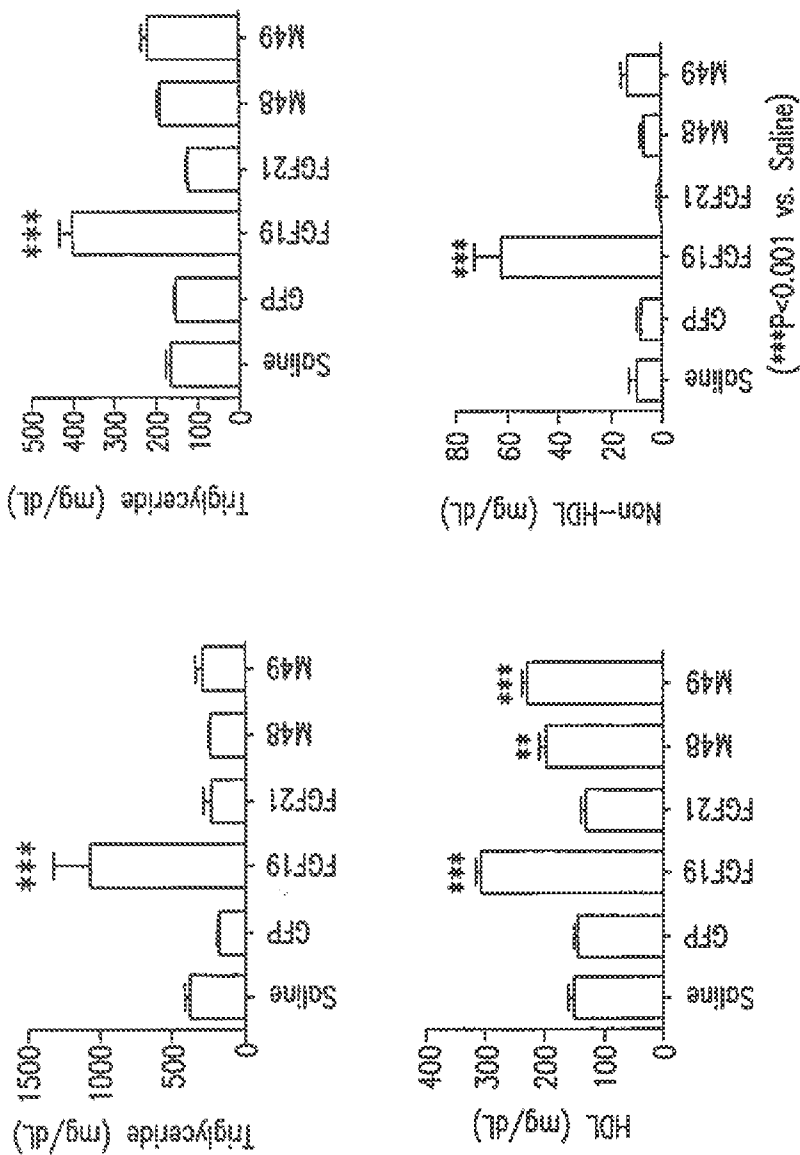 Triglyceride (mg/dL)
1500
1000
500
0
***
Saline
GFP
FGF19
FGF21
M48
M49
Triglyceride (mg/dL)
500
400
300
200
100
0
***
Saline
GFP
FGF19
FGF21
M48
M49
HDL (mg/dL)
400
300
200
100
0
***
**
***
Saline
GFP
FGF19
FGF21
M48
M49
Non-HDL (mg/dL)
80
60
40
20
0
***
Saline
GFP
FGF19
FGF21
M48
M49
(***P<0.001 vs. Saline)